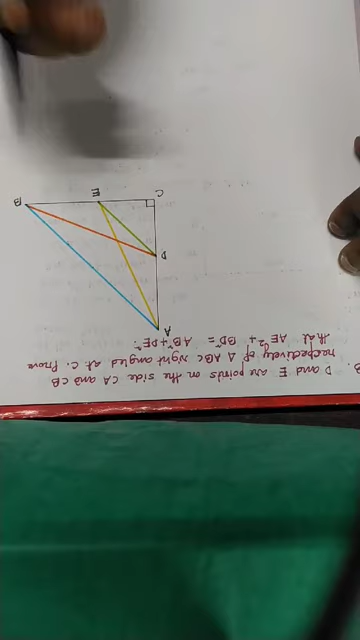 B. D and E are points on the side CA and CB
respectively of Δ ABC right angled at C. Prove
that AE² + BD² = AB² + DE².
A
D
B
E
C